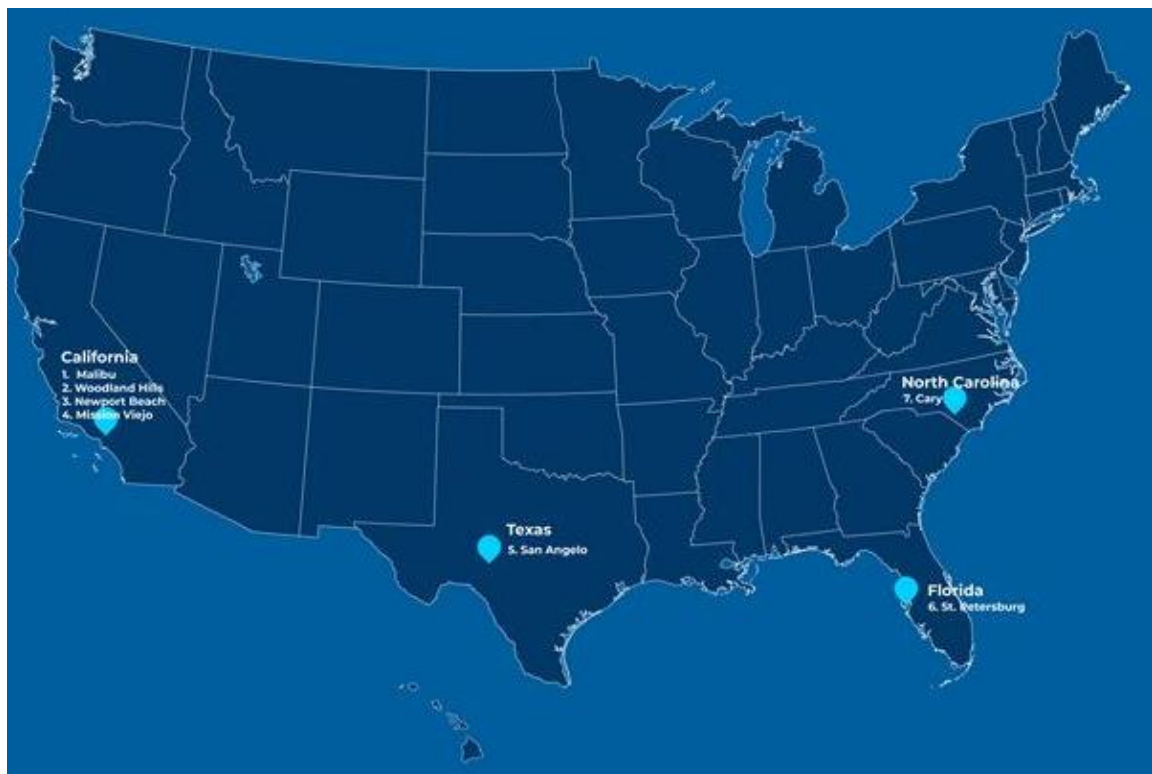 California
1. Malibu
2. Woodland Hills
3. Newport Beach
4. Mission Viejo
North Carolina
7. Cary
Texas
5. San Angelo
Florida
6. St. Petersburg